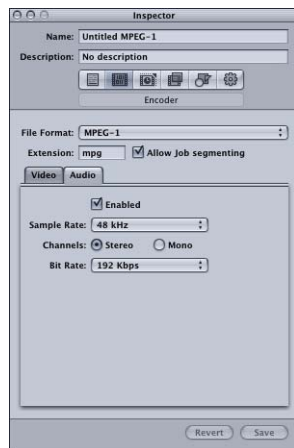 Inspector
Name: Untitled MPEG-1
Description: No description
Encoder
File Format: MPEG-1
Extension: mpg Allow Job segmenting
Video Audio
Enabled
Sample Rate: 48 kHz
Channels: Stereo Mono
Bit Rate: 192 Kbps
Revert Save